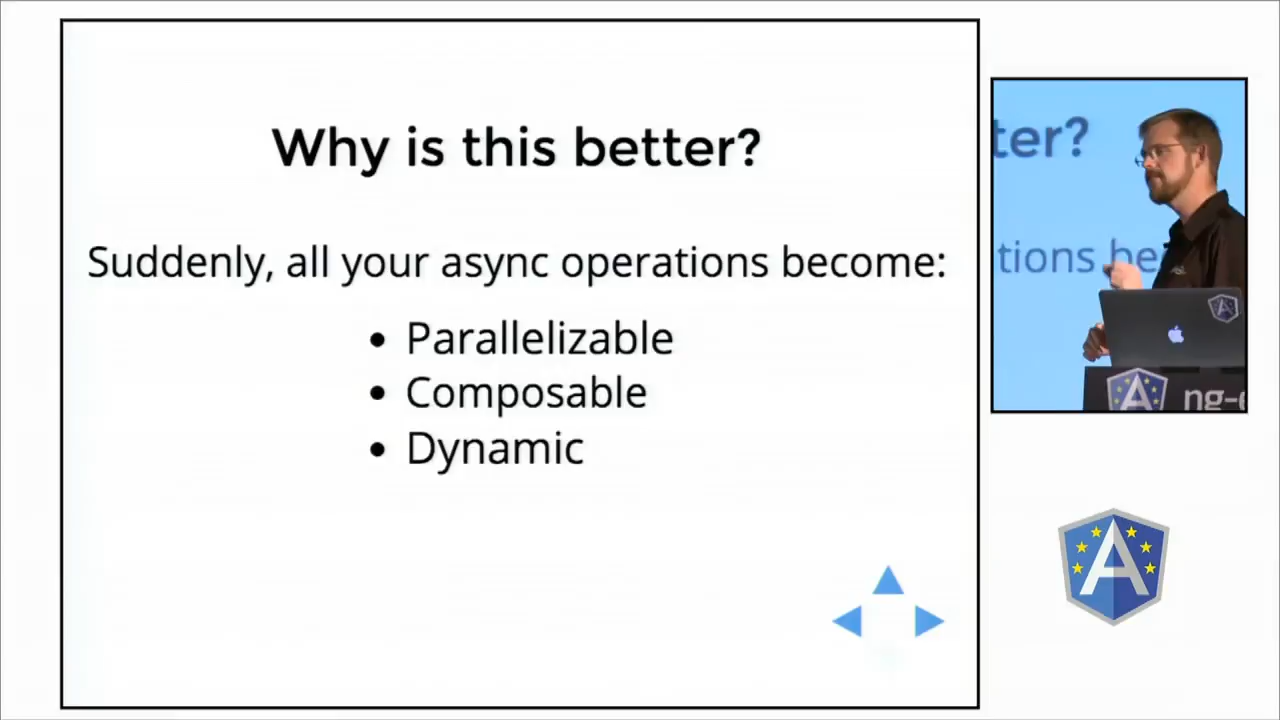 Why is this better?
Suddenly, all your async operations become:
• Parallelizable
• Composable
• Dynamic
ter?
tions be
ng-e